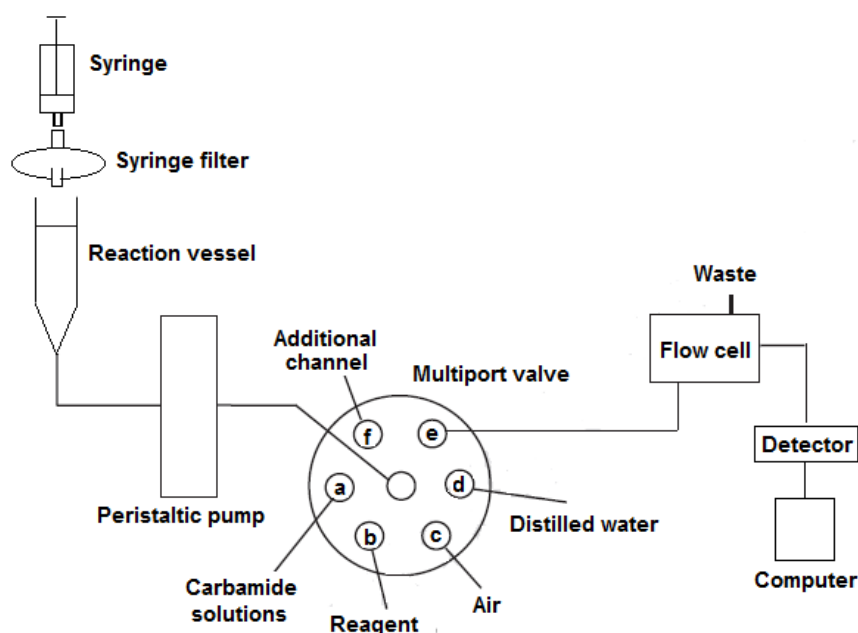 Syringe
Syringe filter
Reaction vessel
Waste
Additional
channel
Multiport valve
Flow cell
f
e
Detector
a
d
Peristaltic pump
Distilled water
b
c
Carbamide
solutions
Air
Computer
Reagent